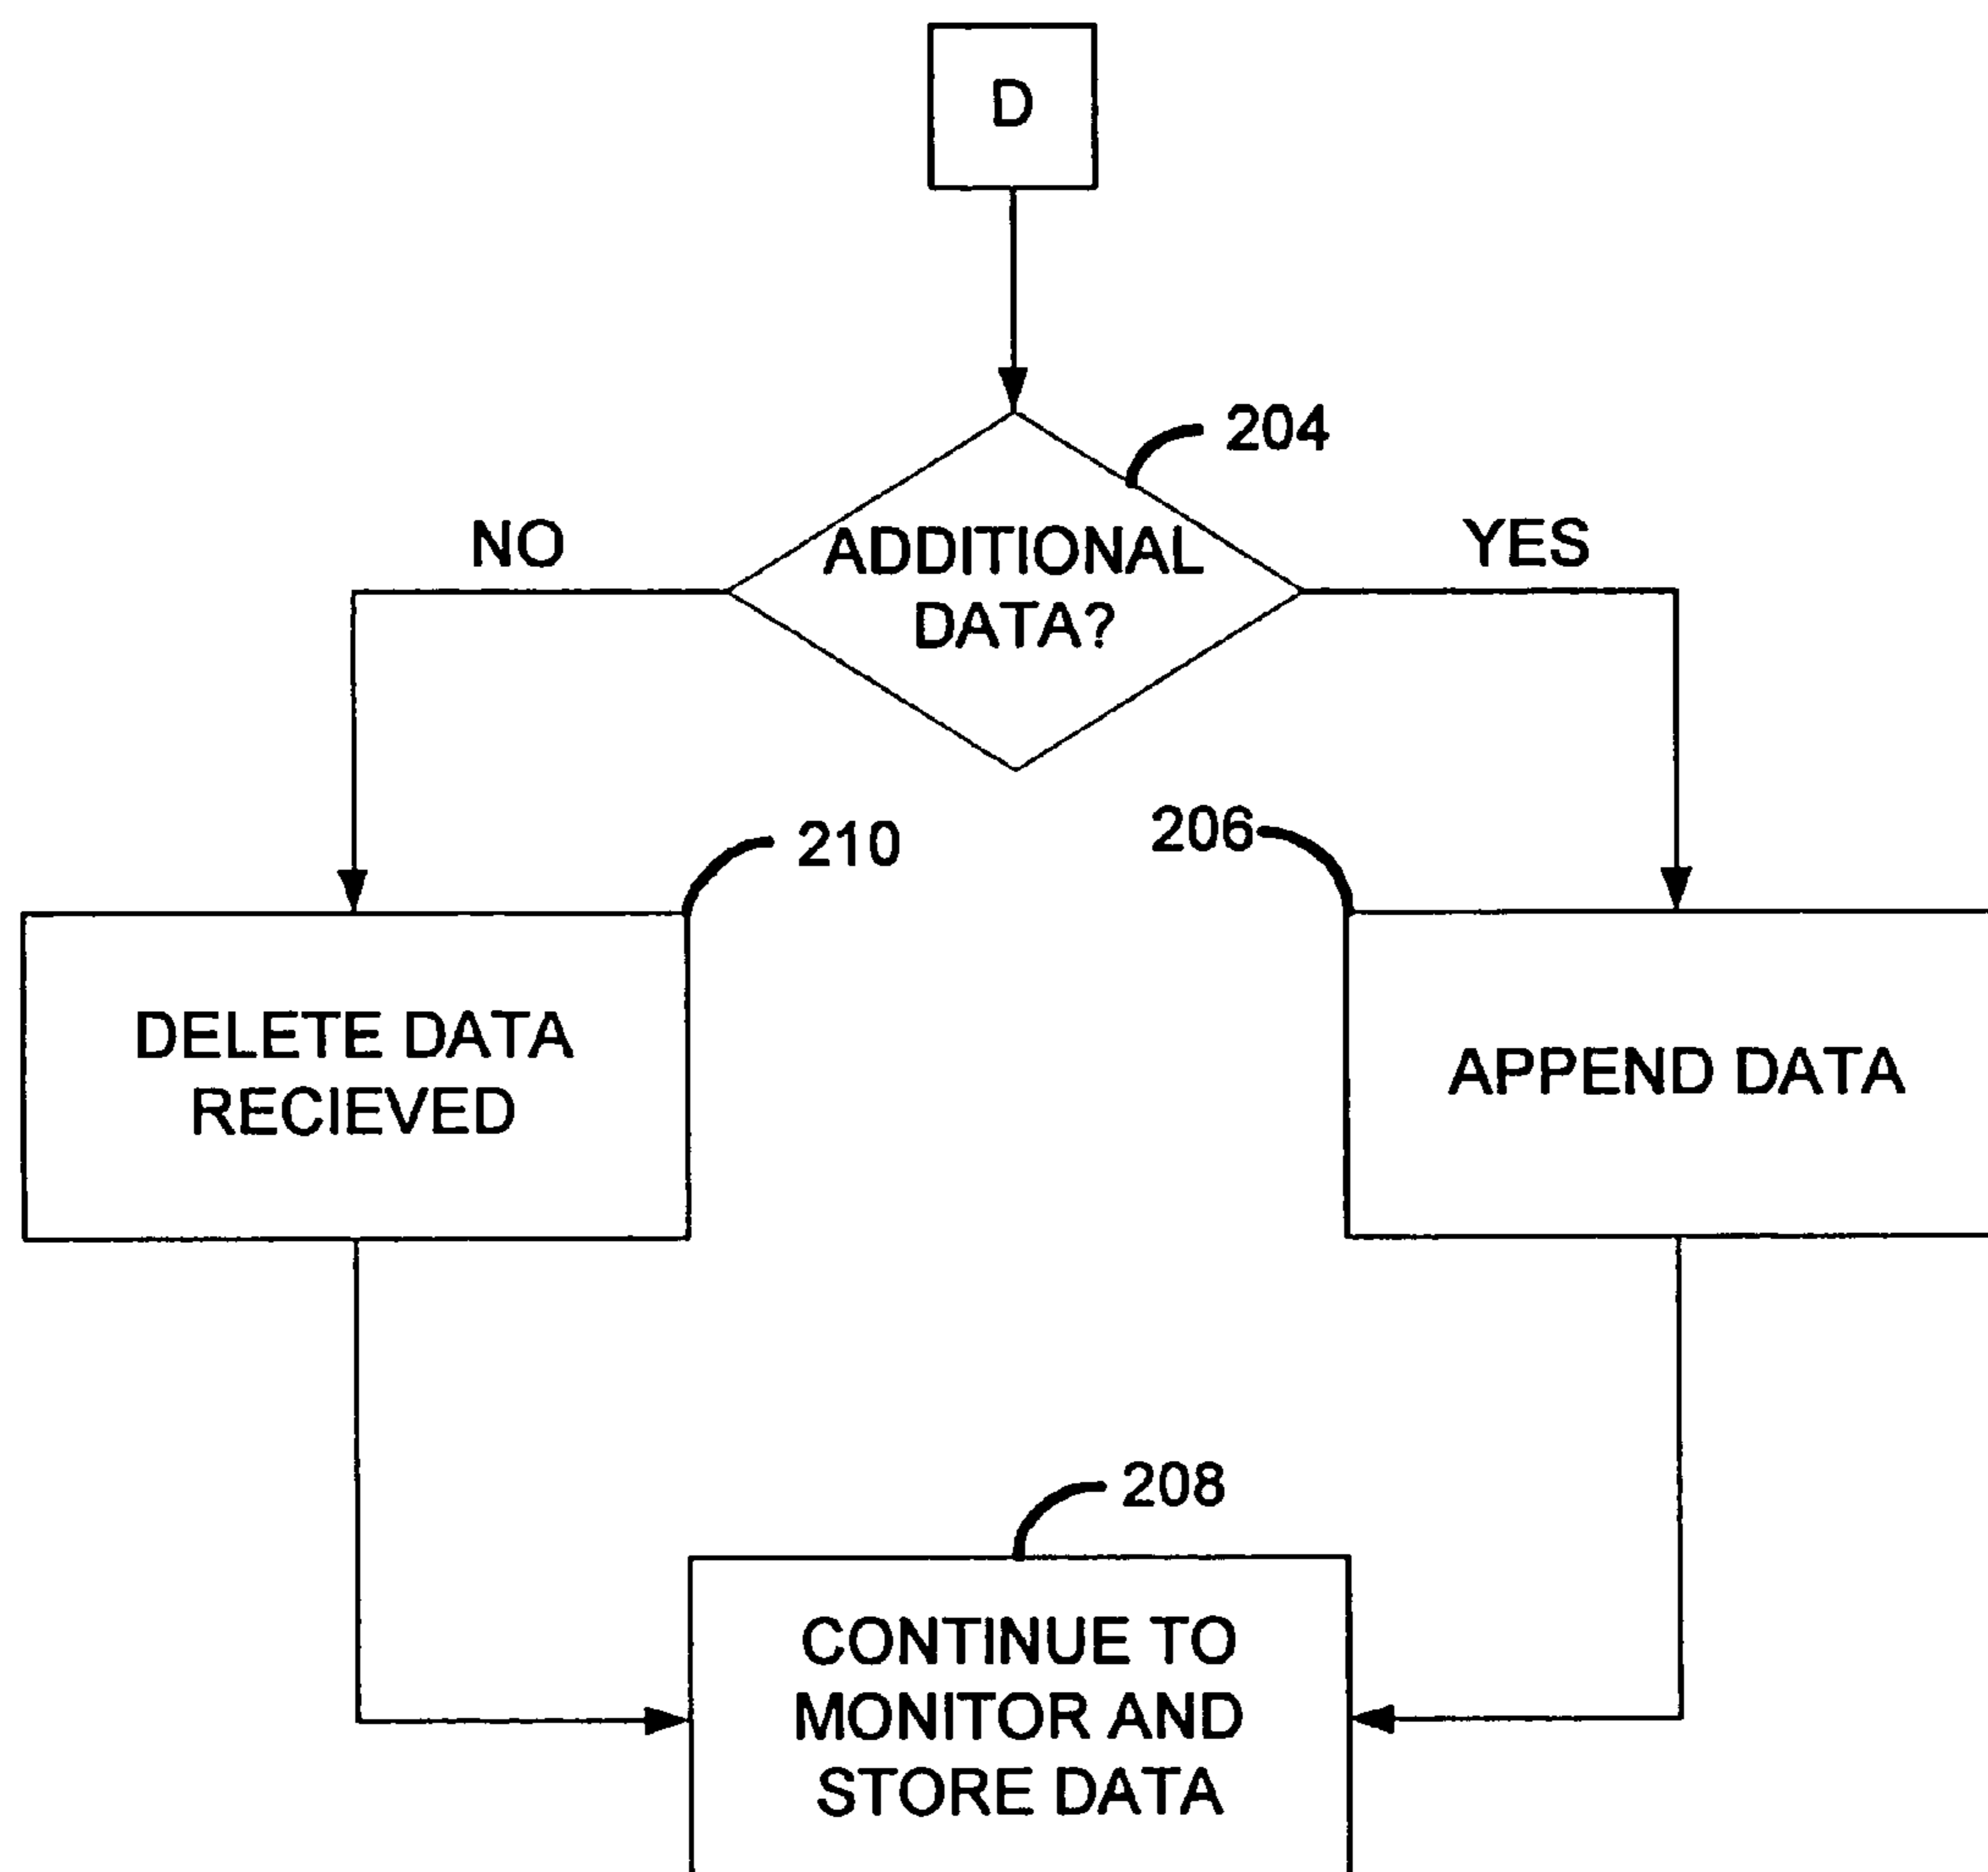 D
204
NO
ADDITIONAL
DATA?
YES
210
206
DELETE DATA
RECIEVED
APPEND DATA
208
CONTINUE TO
MONITOR AND
STORE DATA